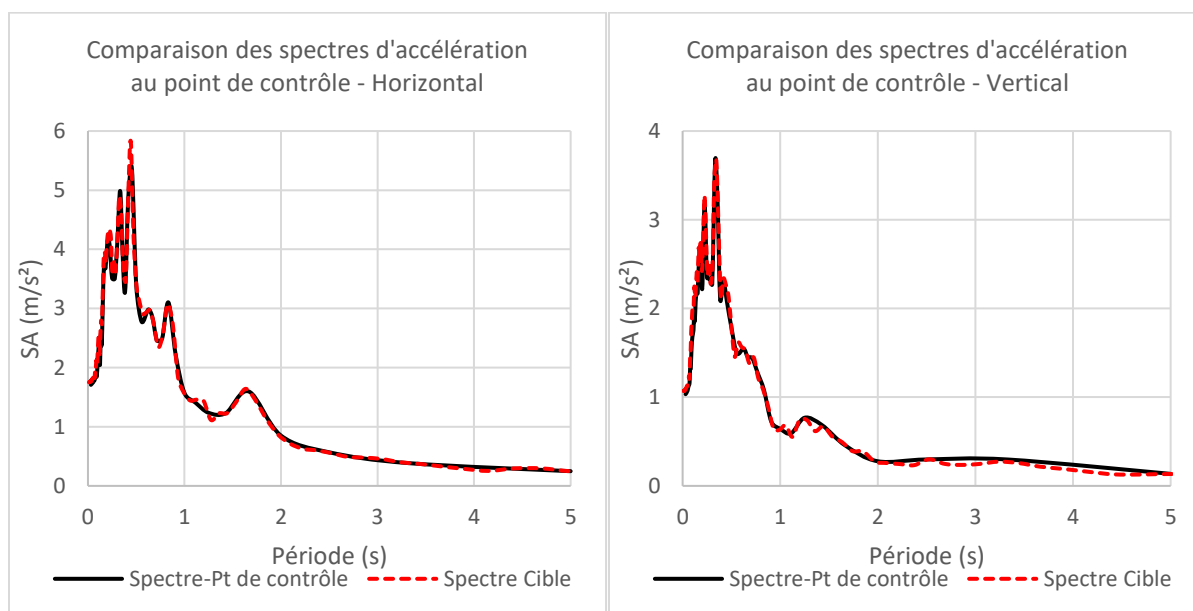 Comparaison des spectres d'accélération
au point de contrôle - Horizontal
6
5
4
3
2
1
0
SA (m/s²)
0 1 2 3 4 5
Période (s)
Spectre-Pt de contrôle Spectre Cible
Comparaison des spectres d'accélération
au point de contrôle - Vertical
4
3
2
1
0
SA (m/s²)
0 1 2 3 4 5
Période (s)
Spectre-Pt de contrôle Spectre Cible